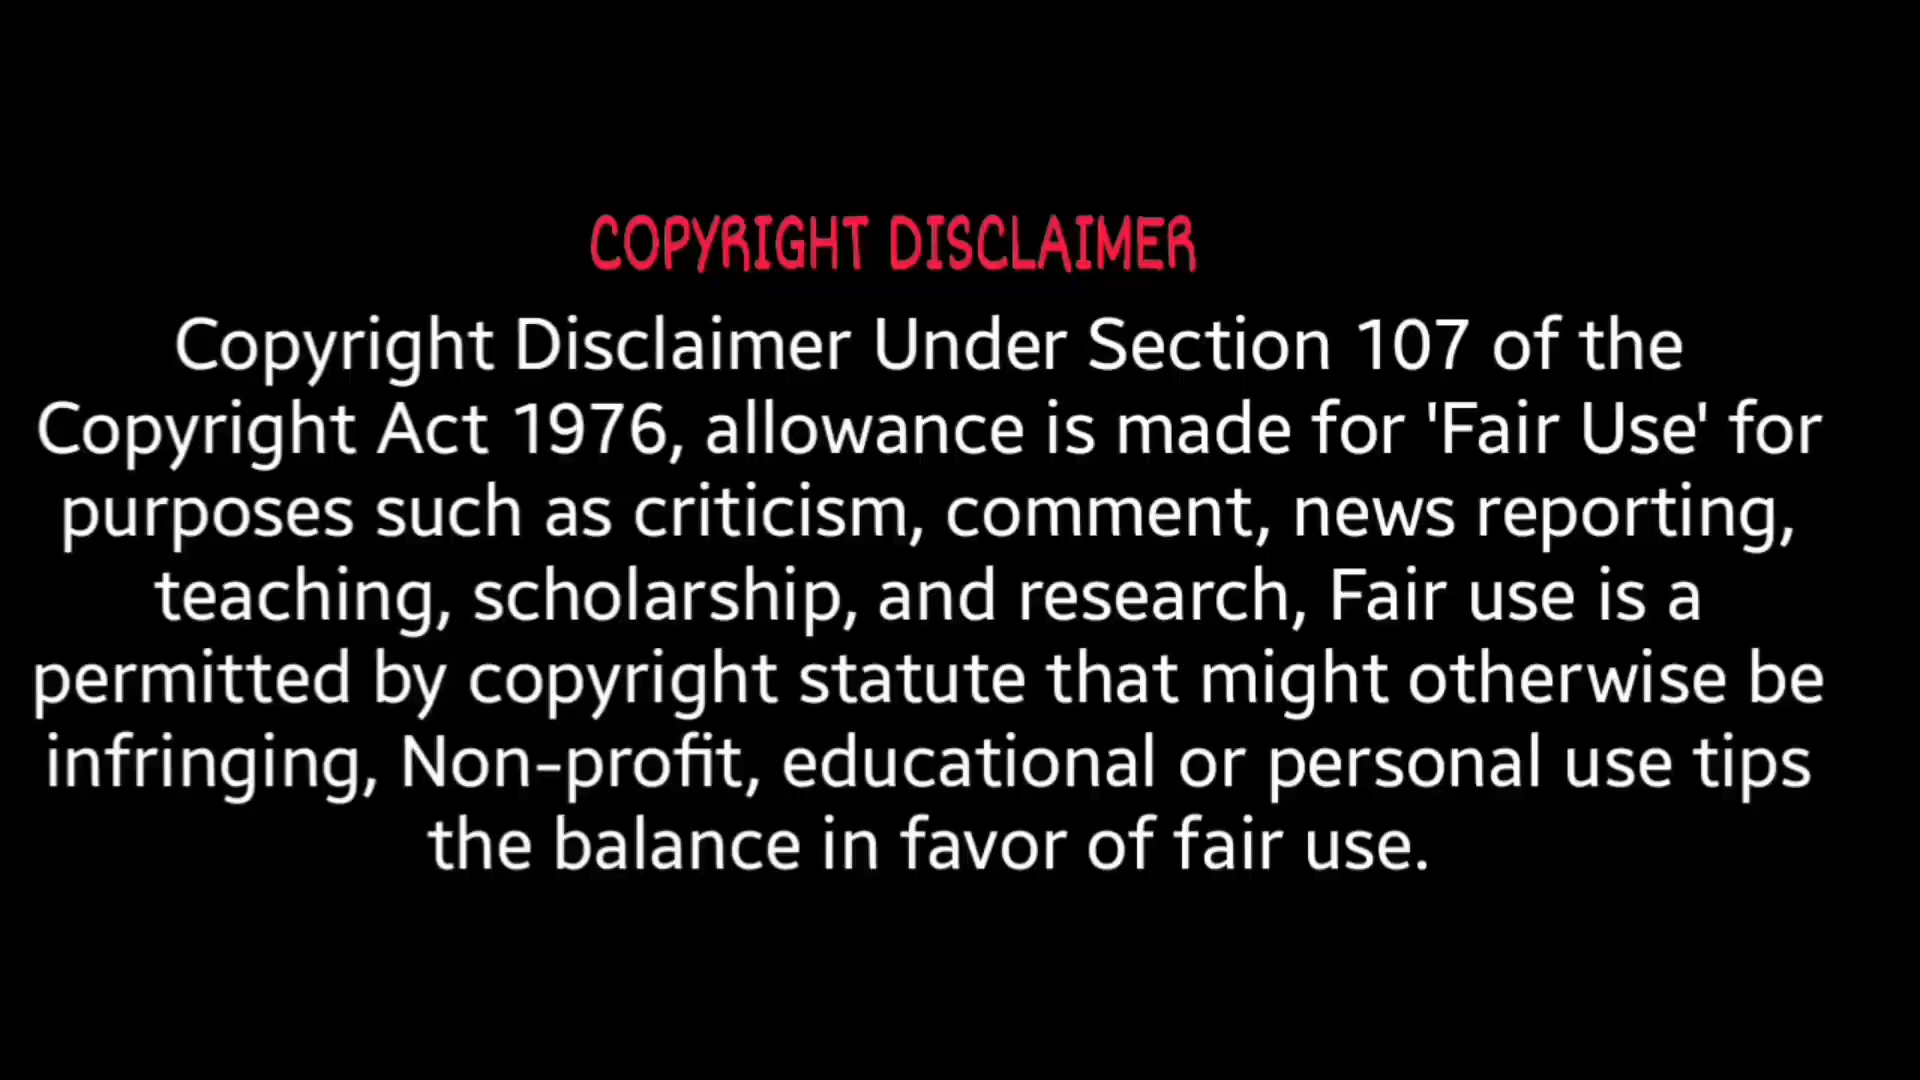 COPYRIGHT DISCLAIMER
Copyright Disclaimer Under Section 107 of the
Copyright Act 1976, allowance is made for 'Fair Use' for
purposes such as criticism, comment, news reporting,
teaching, scholarship, and research, Fair use is a
permitted by copyright statute that might otherwise be
infringing, Non-profit, educational or personal use tips
the balance in favor of fair use.